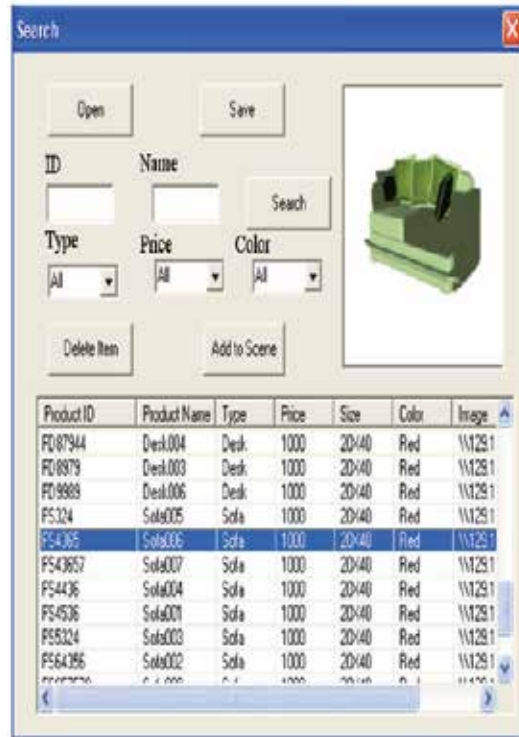 Search
Open Save
ID Name
Search
Type Price Color
All All All
Delete Item Add to Scene
Product ID Product Name Type Price Size Color Image
FD87944 Desk004 Desk 1000 20X40 Red \\129.1
FD8979 Desk003 Desk 1000 20X40 Red \\129.1
FD9989 Desk006 Desk 1000 20X40 Red \\129.1
FS324 Sofa005 Sofa 1000 20X40 Red \\129.1
FS4365 Sofa006 Sofa 1000 20X40 Red \\129.1
FS43657 Sofa007 Sofa 1000 20X40 Red \\129.1
FS4436 Sofa004 Sofa 1000 20X40 Red \\129.1
FS4536 Sofa001 Sofa 1000 20X40 Red \\129.1
FS5324 Sofa003 Sofa 1000 20X40 Red \\129.1
FS64356 Sofa002 Sofa 1000 20X40 Red \\129.1